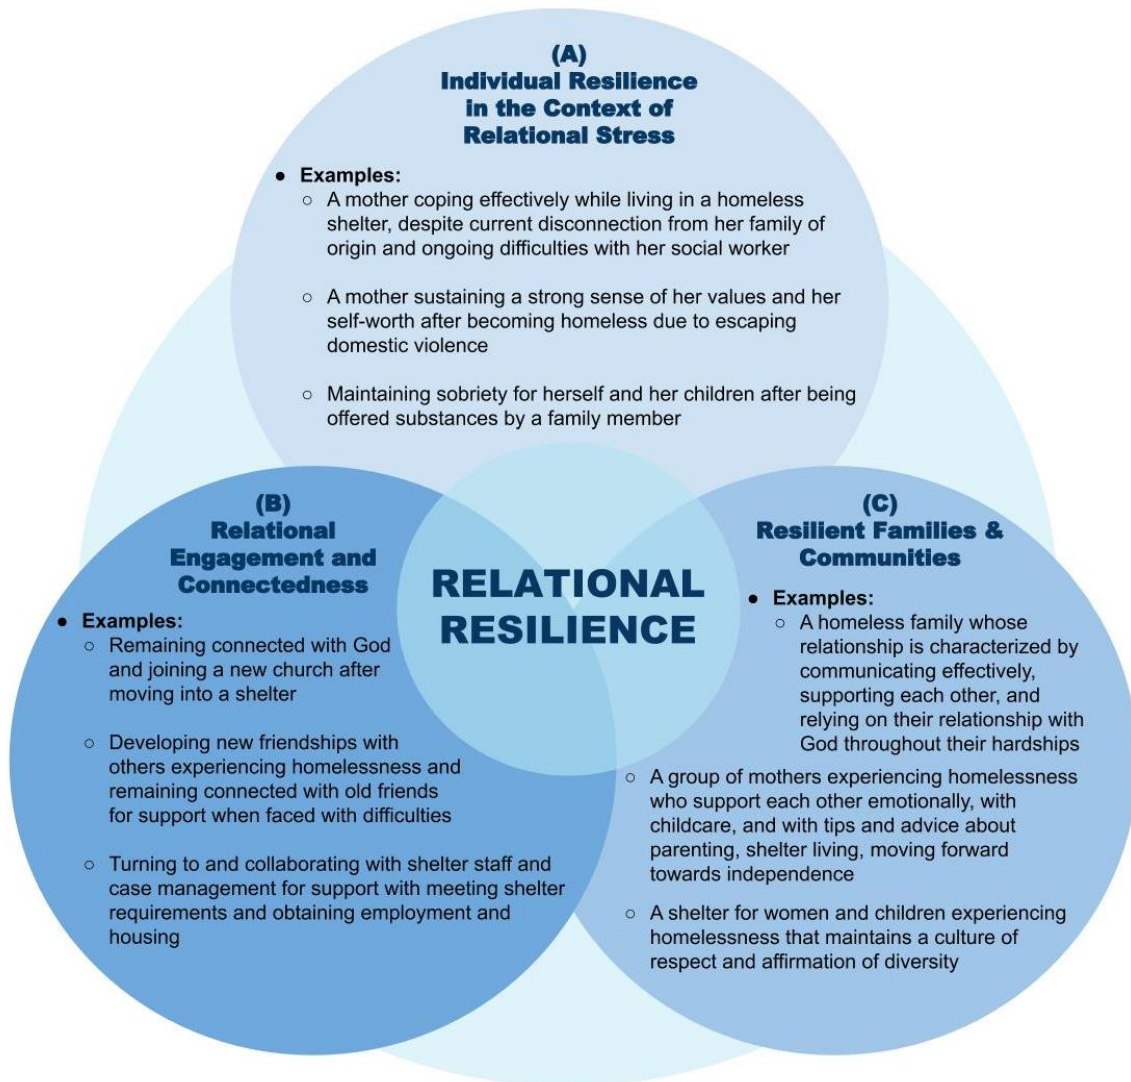 (A)
Individual Resilience
in the Context of
Relational Stress
● Examples:
○ A mother coping effectively while living in a homeless
shelter, despite current disconnection from her family of
origin and ongoing difficulties with her social worker
○ A mother sustaining a strong sense of her values and her
self-worth after becoming homeless due to escaping
domestic violence
○ Maintaining sobriety for herself and her children after being
offered substances by a family member
(B)
Relational
Engagement and
Connectedness
● Examples:
○ Remaining connected with God
and joining a new church after
moving into a shelter
○ Developing new friendships with
others experiencing homelessness and
remaining connected with old friends
for support when faced with difficulties
○ Turning to and collaborating with shelter staff and
case management for support with meeting shelter
requirements and obtaining employment and
housing
RELATIONAL
RESILIENCE
(C)
Resilient Families &
Communities
● Examples:
○ A homeless family whose
relationship is characterized by
communicating effectively,
supporting each other, and
relying on their relationship with
God throughout their hardships
○ A group of mothers experiencing homelessness
who support each other emotionally, with
childcare, and with tips and advice about
parenting, shelter living, moving forward
towards independence
○ A shelter for women and children experiencing
homelessness that maintains a culture of
respect and affirmation of diversity